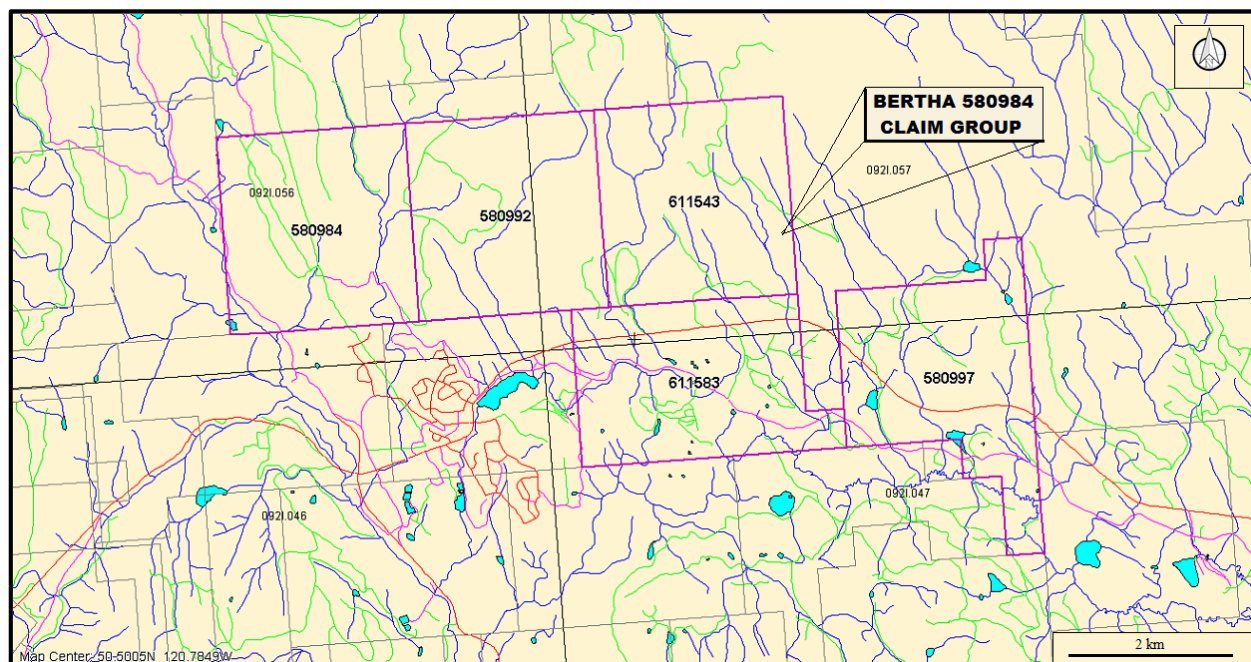 N
BERTHA 580984
CLAIM GROUP
092I.057
092I.056
611543
580992
580984
580997
611583
092I.047
092I.046
2 km
Map Center: 50.5005N 120.7849W